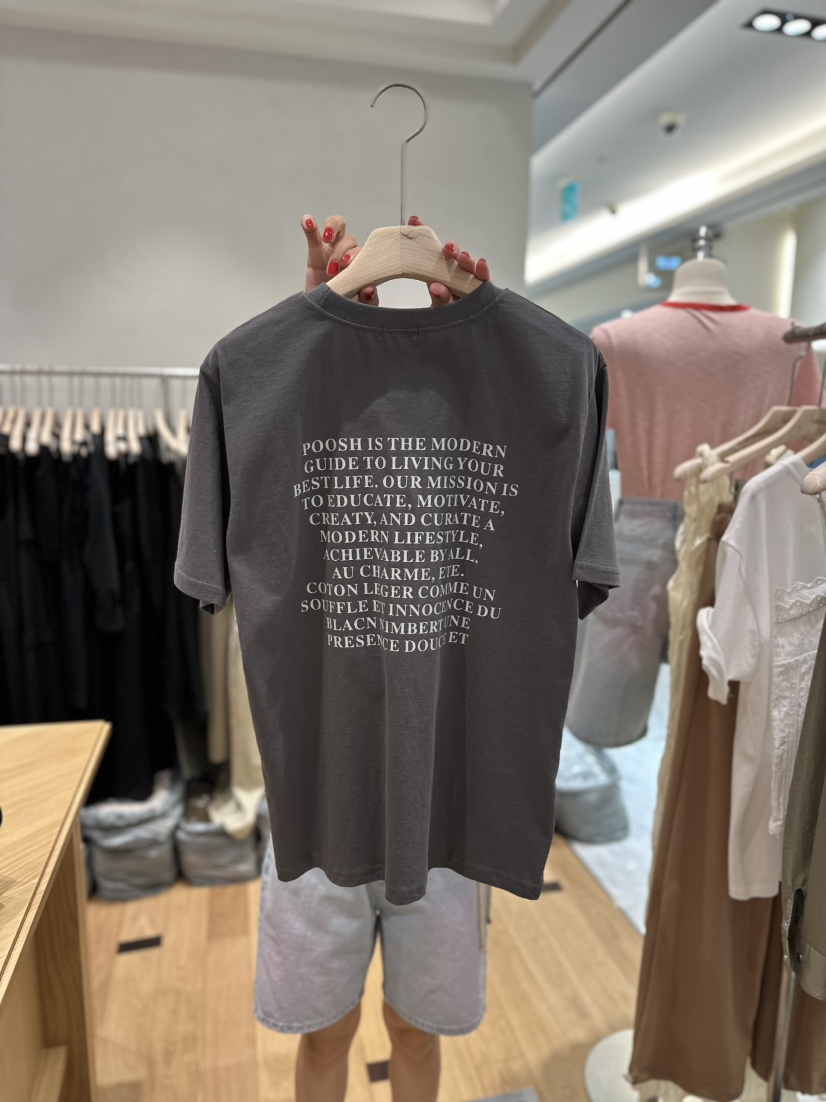 POOSH IS THE MODERN
GUIDE TO LIVING YOUR
BEST LIFE. OUR MISSION IS
TO EDUCATE, MOTIVATE,
CREATY, AND CURATE A
MODERN LIFESTYLE,
ACHIEVABLE BY ALL.
AU CHARME, ETE.
COTON LEGER COMME UN
SOUFFLE ET INNOCENCE DU
BLACN NIMBERT UNE
PRESENCE DOUCE ET